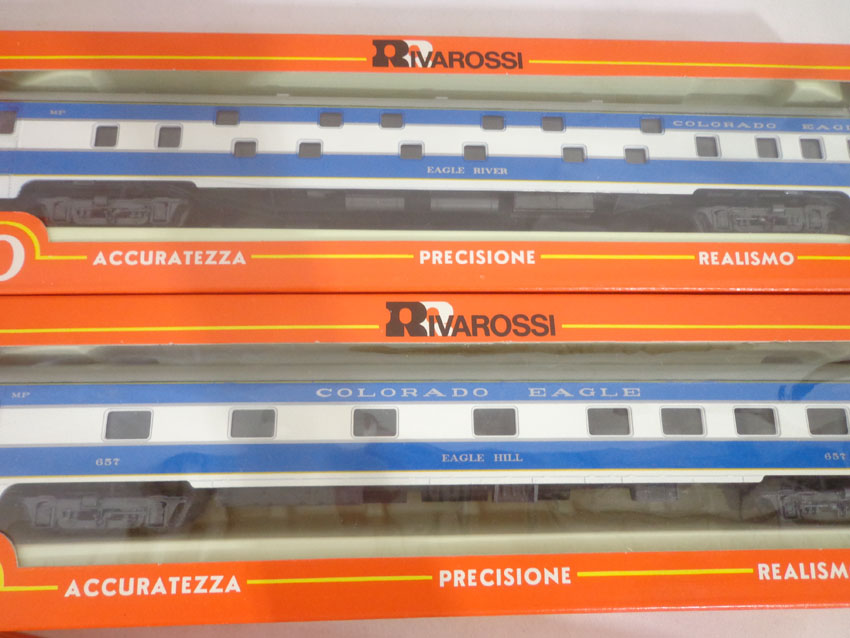 RIVAROSSI
MP COLORADO EAGL
EAGLE RIVER
ACCURATEZZA PRECISIONE REALISMO
RIVAROSSI
MP COLORADO EAGLE
657 EAGLE HILL 657
ACCURATEZZA PRECISIONE REALISM